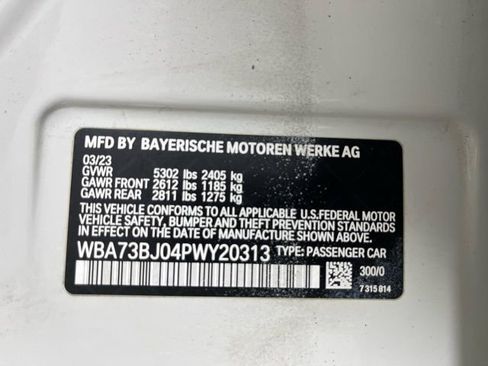 MFD BY BAYERISCHE MOTOREN WERKE AG
03/23
GVWR 5302 lbs 2405 kg
GAWR FRONT 2612 lbs 1185 kg
GAWR REAR 2811 lbs 1275 kg
THIS VEHICLE CONFORMS TO ALL APPLICABLE U.S.FEDERAL MOTOR
VEHICLE SAFETY, BUMPER AND THEFT PREVENTION STANDARDS
IN EFFECT ON THE DATE OF MANUFACTURE SHOWN ABOVE.
WBA73BJ04PWY20313 TYPE: PASSENGER CAR
300/0
7 315 814